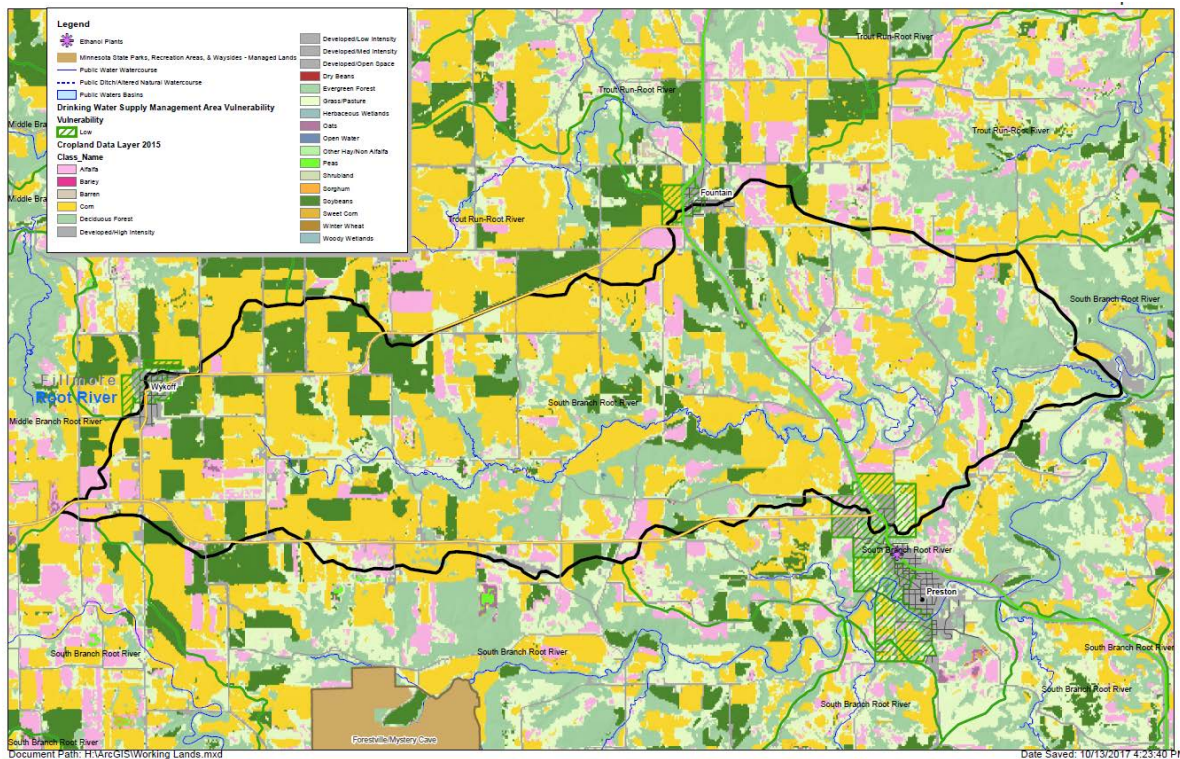 Legend
Ethanol Plants
Minnesota State Parks, Recreation Areas, & Waysides - Managed Lands
Public Water Watercourse
Public Ditch/Altered Natural Watercourse
Public Waters Basins
Drinking Water Supply Management Area Vulnerability
Vulnerability
Low
Cropland Data Layer 2015
Class_Name
Alfalfa
Barley
Barren
Corn
Deciduous Forest
Developed/High Intensity
Developed/Low Intensity
Developed/Med Intensity
Developed/Open Space
Dry Beans
Evergreen Forest
Grass/Pasture
Herbaceous Wetlands
Oats
Open Water
Other Hay/Non Alfalfa
Peas
Shrubland
Sorghum
Soybeans
Sweet Corn
Winter Wheat
Woody Wetlands
Trout Run-Root River
Trout Run-Root River
Middle Bra
Trout Run-Root River
Middle Bra
Fountain
Trout Run-Root River
South Branch Root River
Fillmore
Wykoff
Root River
South Branch Root River
Middle Branch Root River
South Branch Root River
Preston
South Branch Root River
South Branch Root River
South Branch Root River
South Branch Root River
South Branch Root River
Forestville/Mystery Cave
South Branch Root River
Document Path: H:\ArcGIS\Working Lands.mxd
Date Saved: 10/13/2017 4:23:40 PM